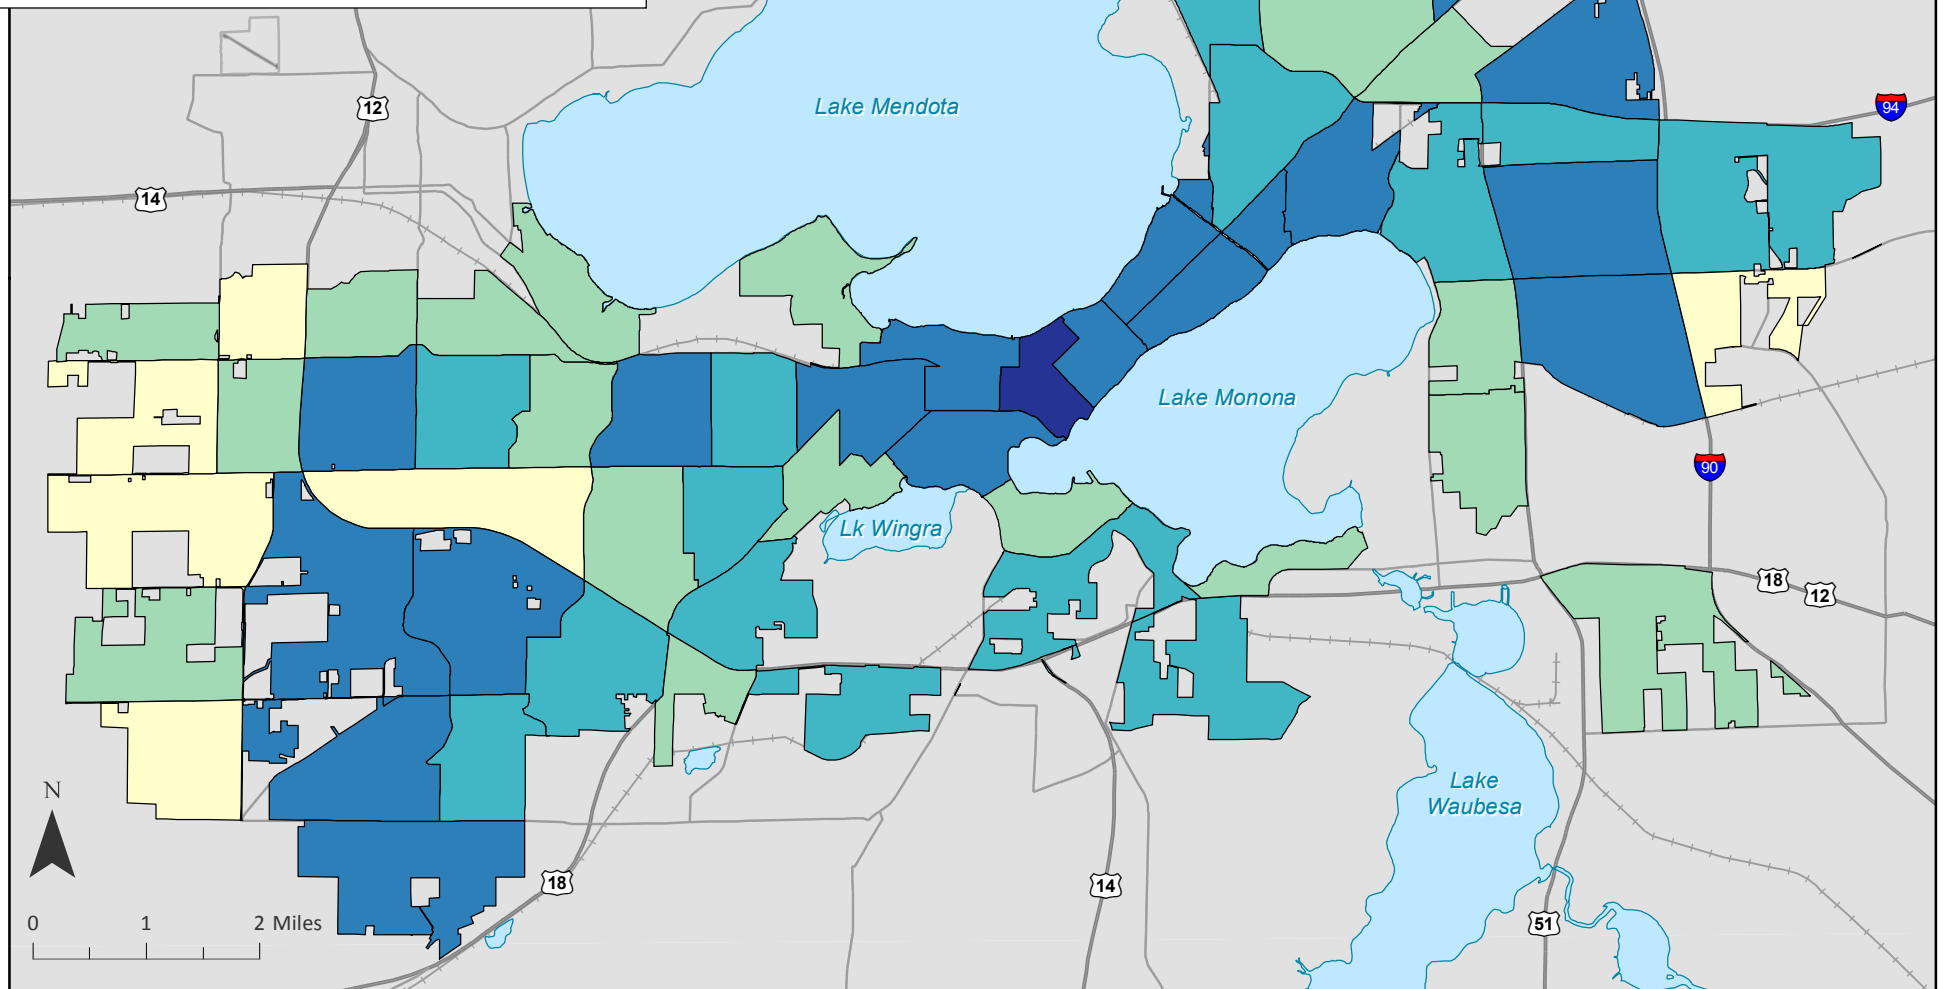 Lake Mendota
94
12
14
Lake Monona
90
Lk Wingra
18
12
Lake
Waubesa
N
18
14
0 1 2 Miles
51